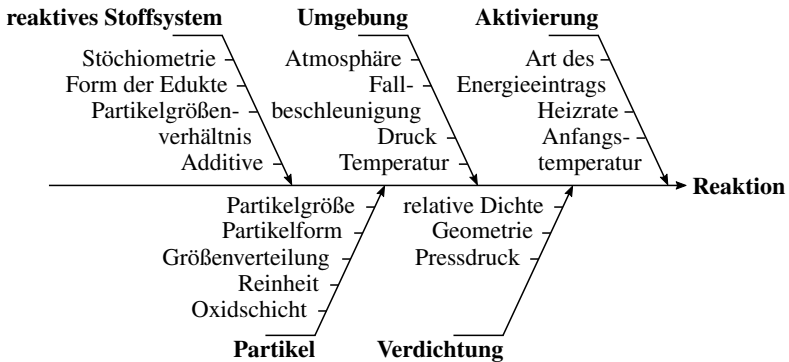 reaktives Stoffsystem
Stöchiometrie
Form der Edukte
Partikelgrößen-
verhältnis
Additive
Umgebung
Atmosphäre
Fall-
beschleunigung
Druck
Temperatur
Aktivierung
Art des
Energieeintrags
Heizrate
Anfangs-
temperatur
Reaktion
Partikelgröße
Partikelform
Größenverteilung
Reinheit
Oxidschicht
Partikel
relative Dichte
Geometrie
Pressdruck
Verdichtung